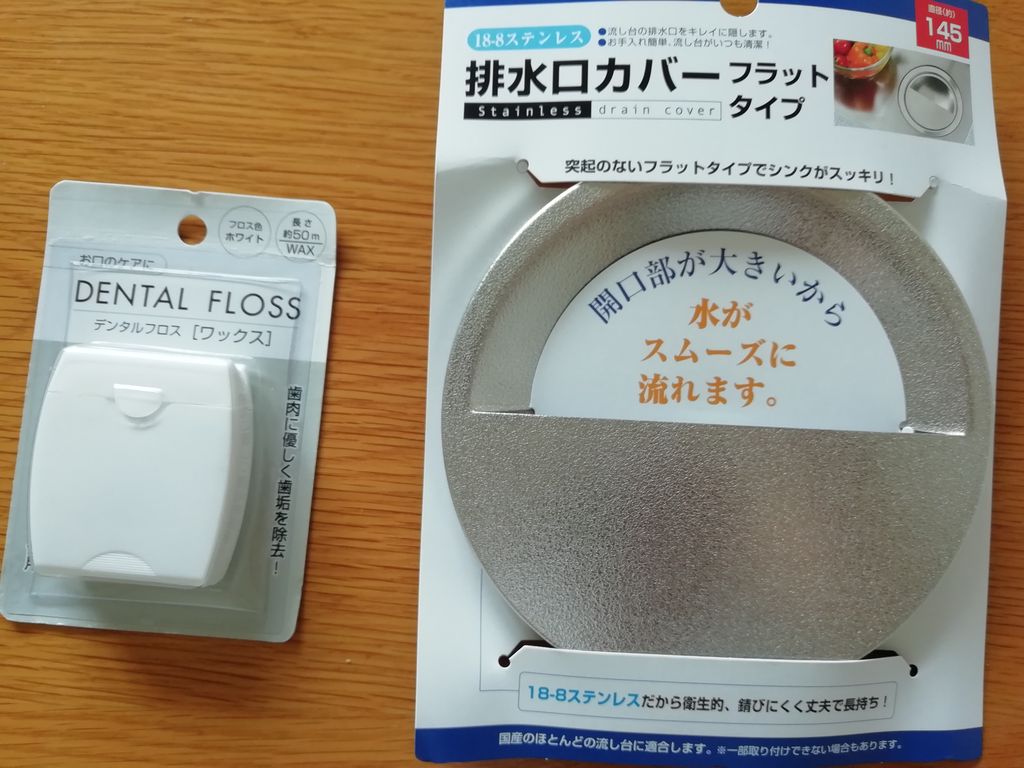 フロス色
ホワイト
長さ
約50m
WAX
お口のケアに
DENTAL FLOSS
デンタルフロス [ワックス]
歯肉に優しく歯垢を除去!
18-8ステンレス
●流し台の排水口をキレイに隠します。
●お手入れ簡単、流し台がいつも清潔!
直径(約)
145
mm
排水口カバーフラット
タイプ
Stainless drain cover
突起のないフラットタイプでシンクがスッキリ!
開口部が大きいから
水が
スムーズに
流れます。
18-8ステンレスだから衛生的、錆びにくく丈夫で長持ち!
国産のほとんどの流し台に適合します。※一部取り付けできない場合もあります。